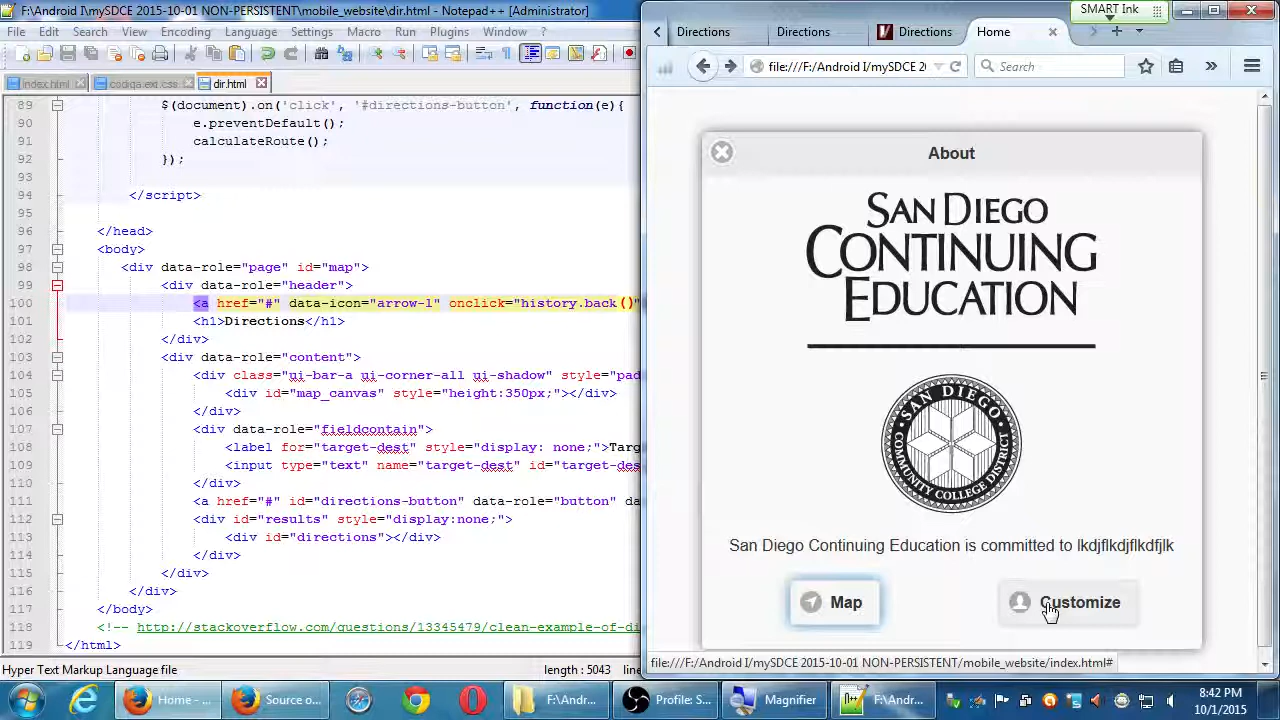 F:\Android I\mySDCE 2015-10-01 NON-PERSISTENT\mobile_website\dir.html - Notepad++ [Administrator]
SMART Ink
File Edit Search View Encoding Language Settings Macro Run Plugins Window ?
Directions Directions Directions Home
file:///F:/Android I/mySDCE 2( Search
index.html codiqa.ext.css dir.html
89 $(document).on('click', '#directions-button', function(e){
90 e.preventDefault();
91 calculateRoute();
92 });
93
94 </script>
95
96 </head>
97 <body>
98 <div data-role="page" id="map">
99 <div data-role="header">
100 <a href="#" data-icon="arrow-l" onclick="history.back()"
101 <h1>Directions</h1>
102 </div>
103 <div data-role="content">
104 <div class="ui-bar-a ui-corner-all ui-shadow" style="pad
105 <div id="map_canvas" style="height:350px;"></div>
106 </div>
107 <div data-role="fieldcontain">
108 <label for="target-dest" style="display: none;">Tar
109 <input type="text" name="target-dest" id="target-des
110 </div>
111 <a href="#" id="directions-button" data-role="button" da
112 <div id="results" style="display:none;">
113 <div id="directions"></div>
114 </div>
115 </div>
116 </div>
117 </body>
118 <!-- http://stackoverflow.com/questions/13345479/clean-example-of-di
119 </html>
About
SAN DIEGO
CONTINUING
EDUCATION
SAN DIEGO
COMMUNITY COLLEGE DISTRICT
San Diego Continuing Education is committed to lkdjflkdjflkdfjlk
Map Customize
file:///F:/Android I/mySDCE 2015-10-01 NON-PERSISTENT/mobile_website/index.html#
Hyper Text Markup Language file length : 5043 line
Home - ... Source o... F:\Andr... Profile: S... Magnifier F:\Andr...
8:42 PM
10/1/2015